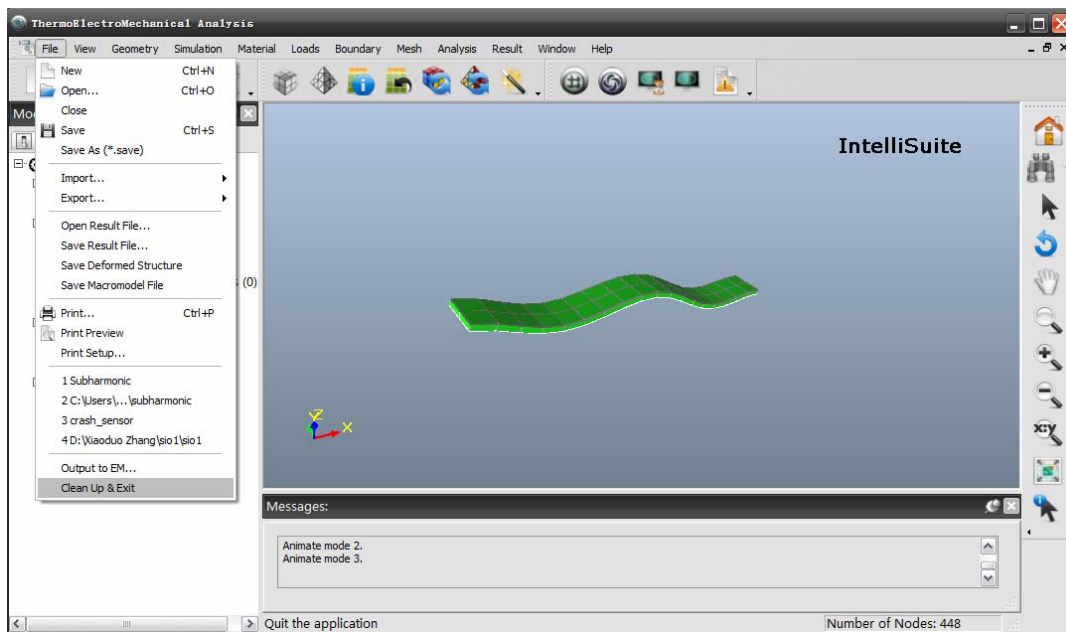 ThermoElectroMechanical Analysis
File View Geometry Simulation Material Loads Boundary Mesh Analysis Result Window Help
New Ctrl+N
Open... Ctrl+O
Close
Save Ctrl+S
Save As (*.save)
Import...
Export...
Open Result File...
Save Result File...
Save Deformed Structure
Save Macromodel File
(0)
Print... Ctrl+P
Print Preview
Print Setup...
1 Subharmonic
2 C:\Users\...\subharmonic
3 crash_sensor
4 D:\Xiaoduo Zhang\sio1\sio1
Output to EM...
Clean Up & Exit
Mo
IntelliSuite
Z
X
x:y
Messages:
Animate mode 2.
Animate mode 3.
Quit the application
Number of Nodes: 448